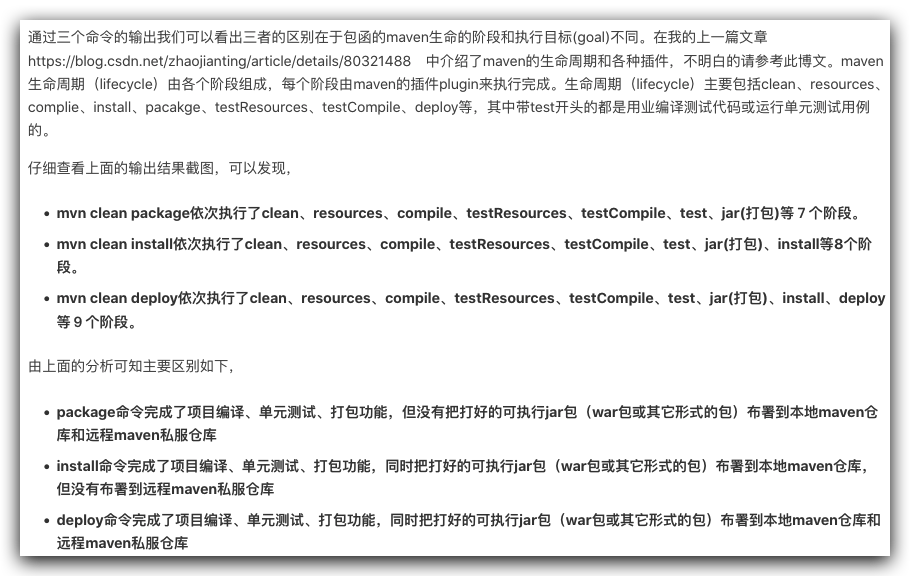 通过三个命令的输出我们可以看出三者的区别在于包函的maven生命的阶段和执行目标(goal)不同。在我的上一篇文章
https://blog.csdn.net/zhaojianting/article/details/80321488 中介绍了maven的生命周期和各种插件，不明白的请参考此博文。maven
生命周期（lifecycle）由各个阶段组成，每个阶段由maven的插件plugin来执行完成。生命周期（lifecycle）主要包括clean、resources、
complie、install、pacakge、testResources、testCompile、deploy等，其中带test开头的都是用业编译测试代码或运行单元测试用例
的。
仔细查看上面的输出结果截图，可以发现，
• mvn clean package依次执行了clean、resources、compile、testResources、testCompile、test、jar(打包)等７个阶段。
• mvn clean install依次执行了clean、resources、compile、testResources、testCompile、test、jar(打包)、install等8个阶
段。
• mvn clean deploy依次执行了clean、resources、compile、testResources、testCompile、test、jar(打包)、install、deploy
等９个阶段。
由上面的分析可知主要区别如下，
• package命令完成了项目编译、单元测试、打包功能，但没有把打好的可执行jar包（war包或其它形式的包）布署到本地maven仓
库和远程maven私服仓库
• install命令完成了项目编译、单元测试、打包功能，同时把打好的可执行jar包（war包或其它形式的包）布署到本地maven仓库，
但没有布署到远程maven私服仓库
• deploy命令完成了项目编译、单元测试、打包功能，同时把打好的可执行jar包（war包或其它形式的包）布署到本地maven仓库和
远程maven私服仓库